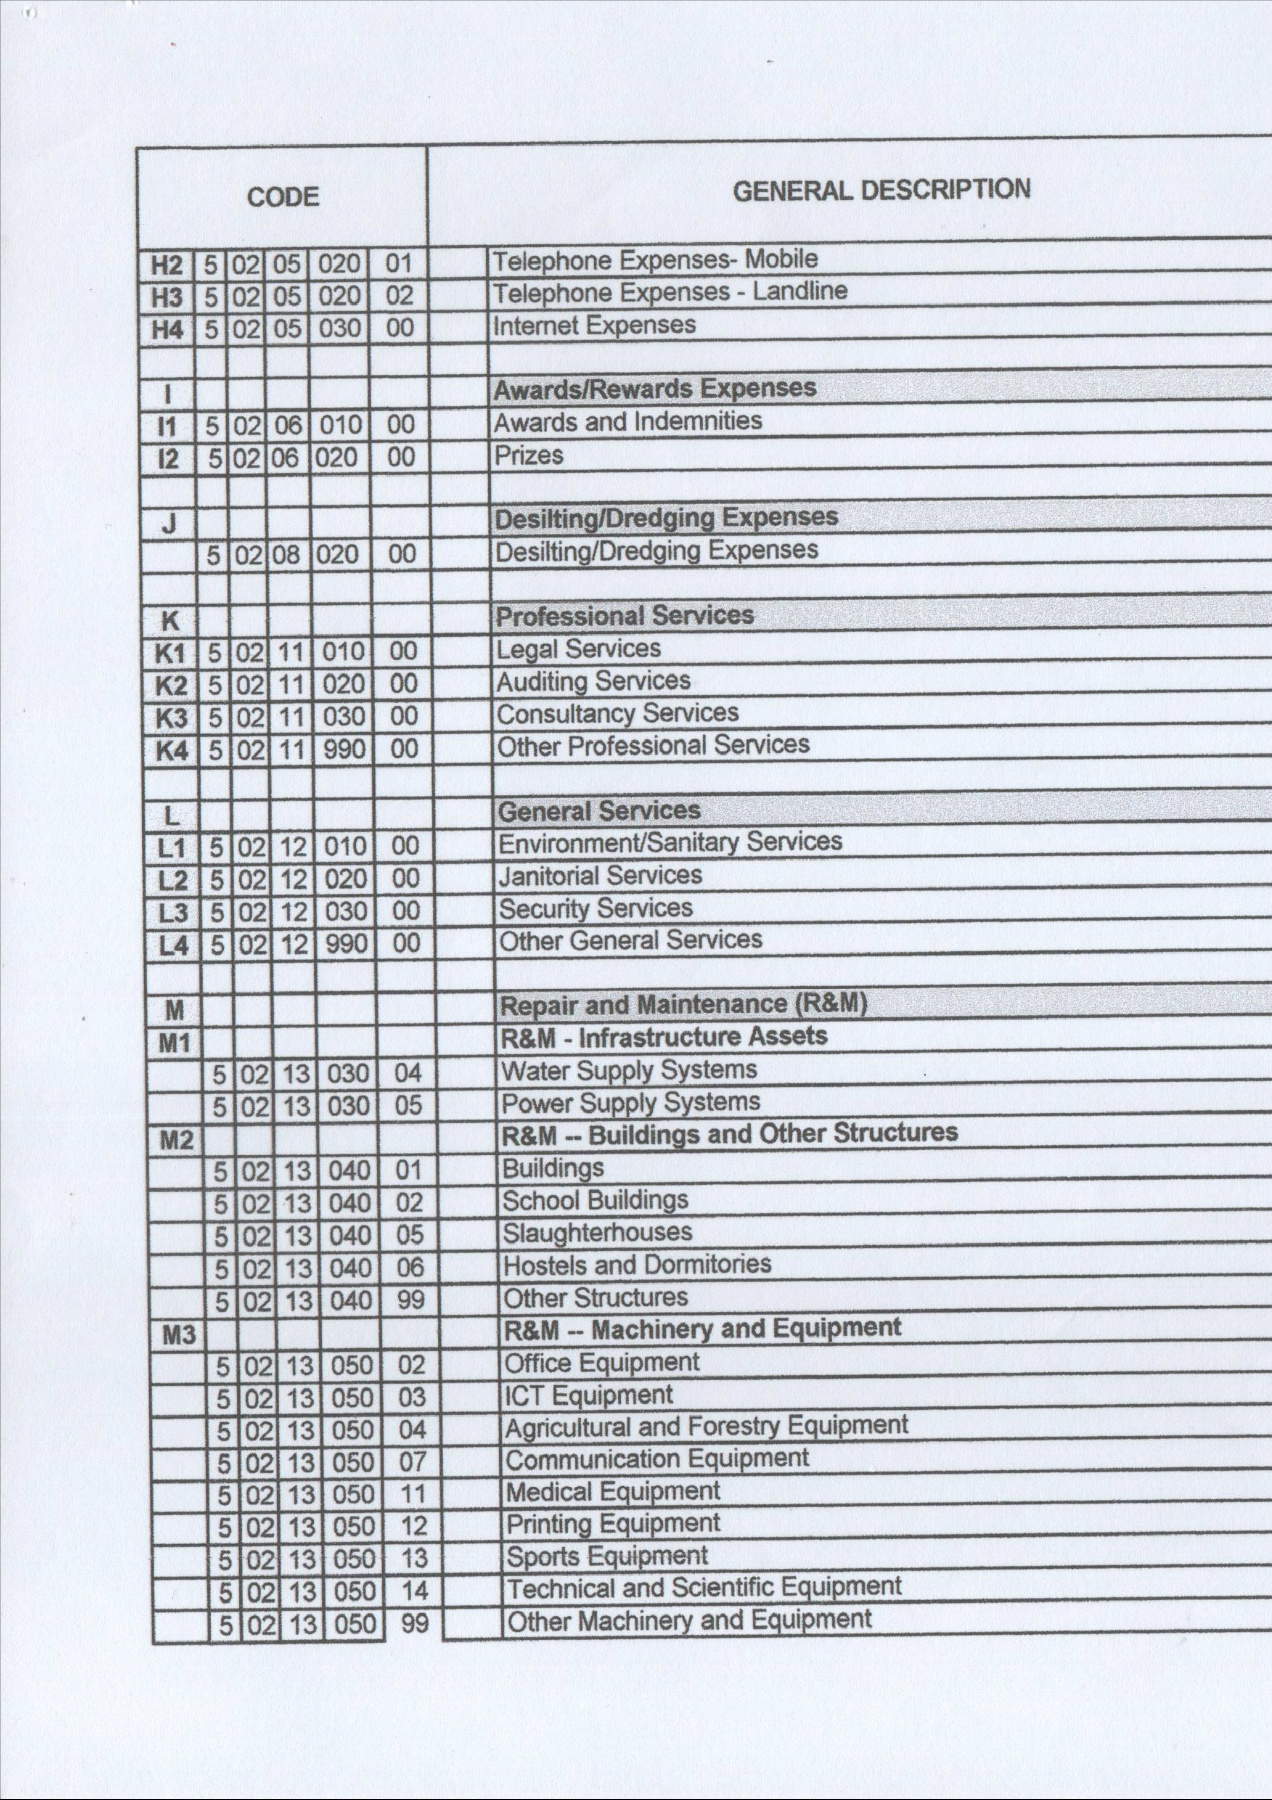 CODE GENERAL DESCRIPTION
H2 5 02 05 020 01 Telephone Expenses- Mobile
H3 5 02 05 020 02 Telephone Expenses - Landline
H4 5 02 05 030 00 Internet Expenses
I Awards/Rewards Expenses
I1 5 02 06 010 00 Awards and Indemnities
I2 5 02 06 020 00 Prizes
J Desilting/Dredging Expenses
5 02 08 020 00 Desilting/Dredging Expenses
K Professional Services
K1 5 02 11 010 00 Legal Services
K2 5 02 11 020 00 Auditing Services
K3 5 02 11 030 00 Consultancy Services
K4 5 02 11 990 00 Other Professional Services
L General Services
L1 5 02 12 010 00 Environment/Sanitary Services
L2 5 02 12 020 00 Janitorial Services
L3 5 02 12 030 00 Security Services
L4 5 02 12 990 00 Other General Services
M Repair and Maintenance (R&M)
M1 R&M - Infrastructure Assets
5 02 13 030 04 Water Supply Systems
5 02 13 030 05 Power Supply Systems
M2 R&M -- Buildings and Other Structures
5 02 13 040 01 Buildings
5 02 13 040 02 School Buildings
5 02 13 040 05 Slaughterhouses
5 02 13 040 06 Hostels and Dormitories
5 02 13 040 99 Other Structures
M3 R&M -- Machinery and Equipment
5 02 13 050 02 Office Equipment
5 02 13 050 03 ICT Equipment
5 02 13 050 04 Agricultural and Forestry Equipment
5 02 13 050 07 Communication Equipment
5 02 13 050 11 Medical Equipment
5 02 13 050 12 Printing Equipment
5 02 13 050 13 Sports Equipment
5 02 13 050 14 Technical and Scientific Equipment
5 02 13 050 99 Other Machinery and Equipment